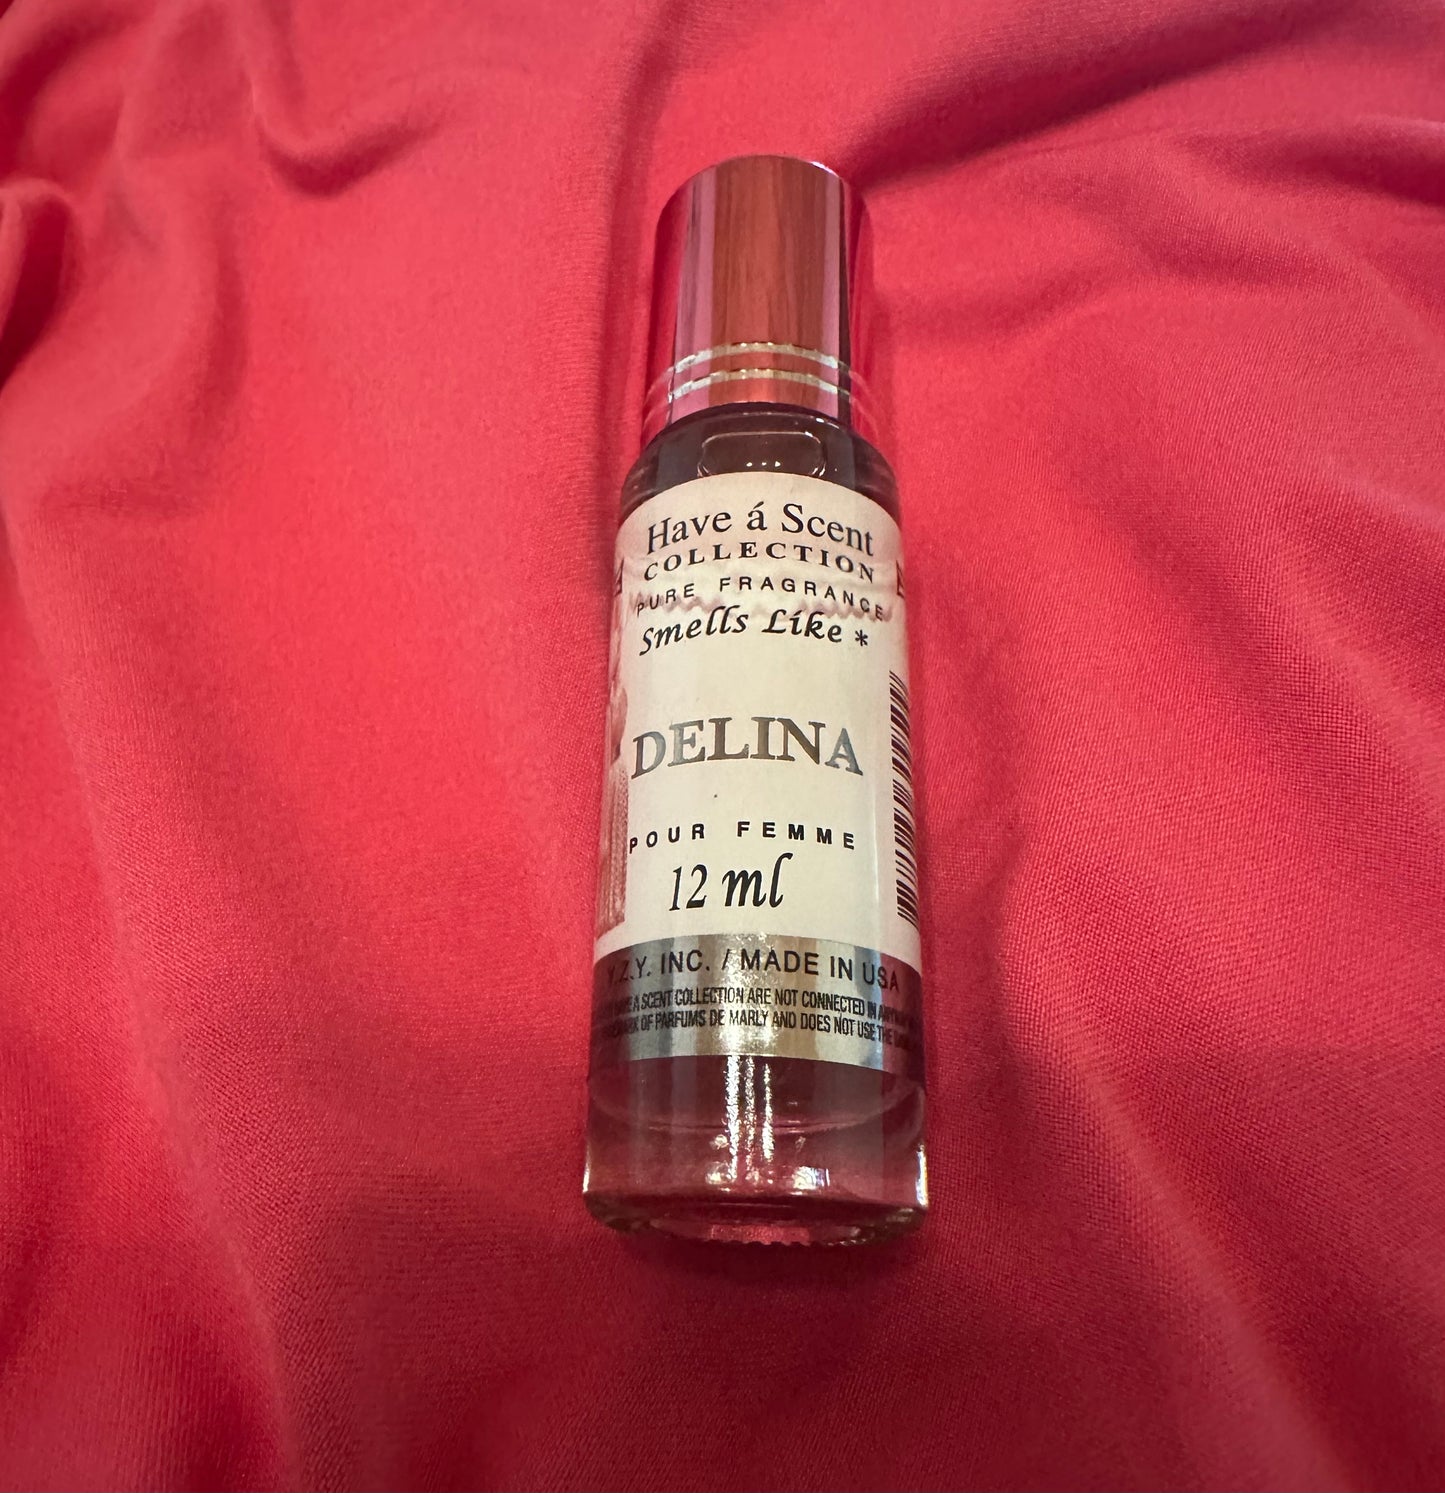 Have á Scent
COLLECTION
PURE FRAGRANCE
Smells Like *
DELINA
POUR FEMME
12 ml
Y.Z.Y. INC. / MADE IN USA
A SCENT COLLECTION ARE NOT CONNECTED IN
OF PARFUMS DE MARLY AND DOES NOT USE THE